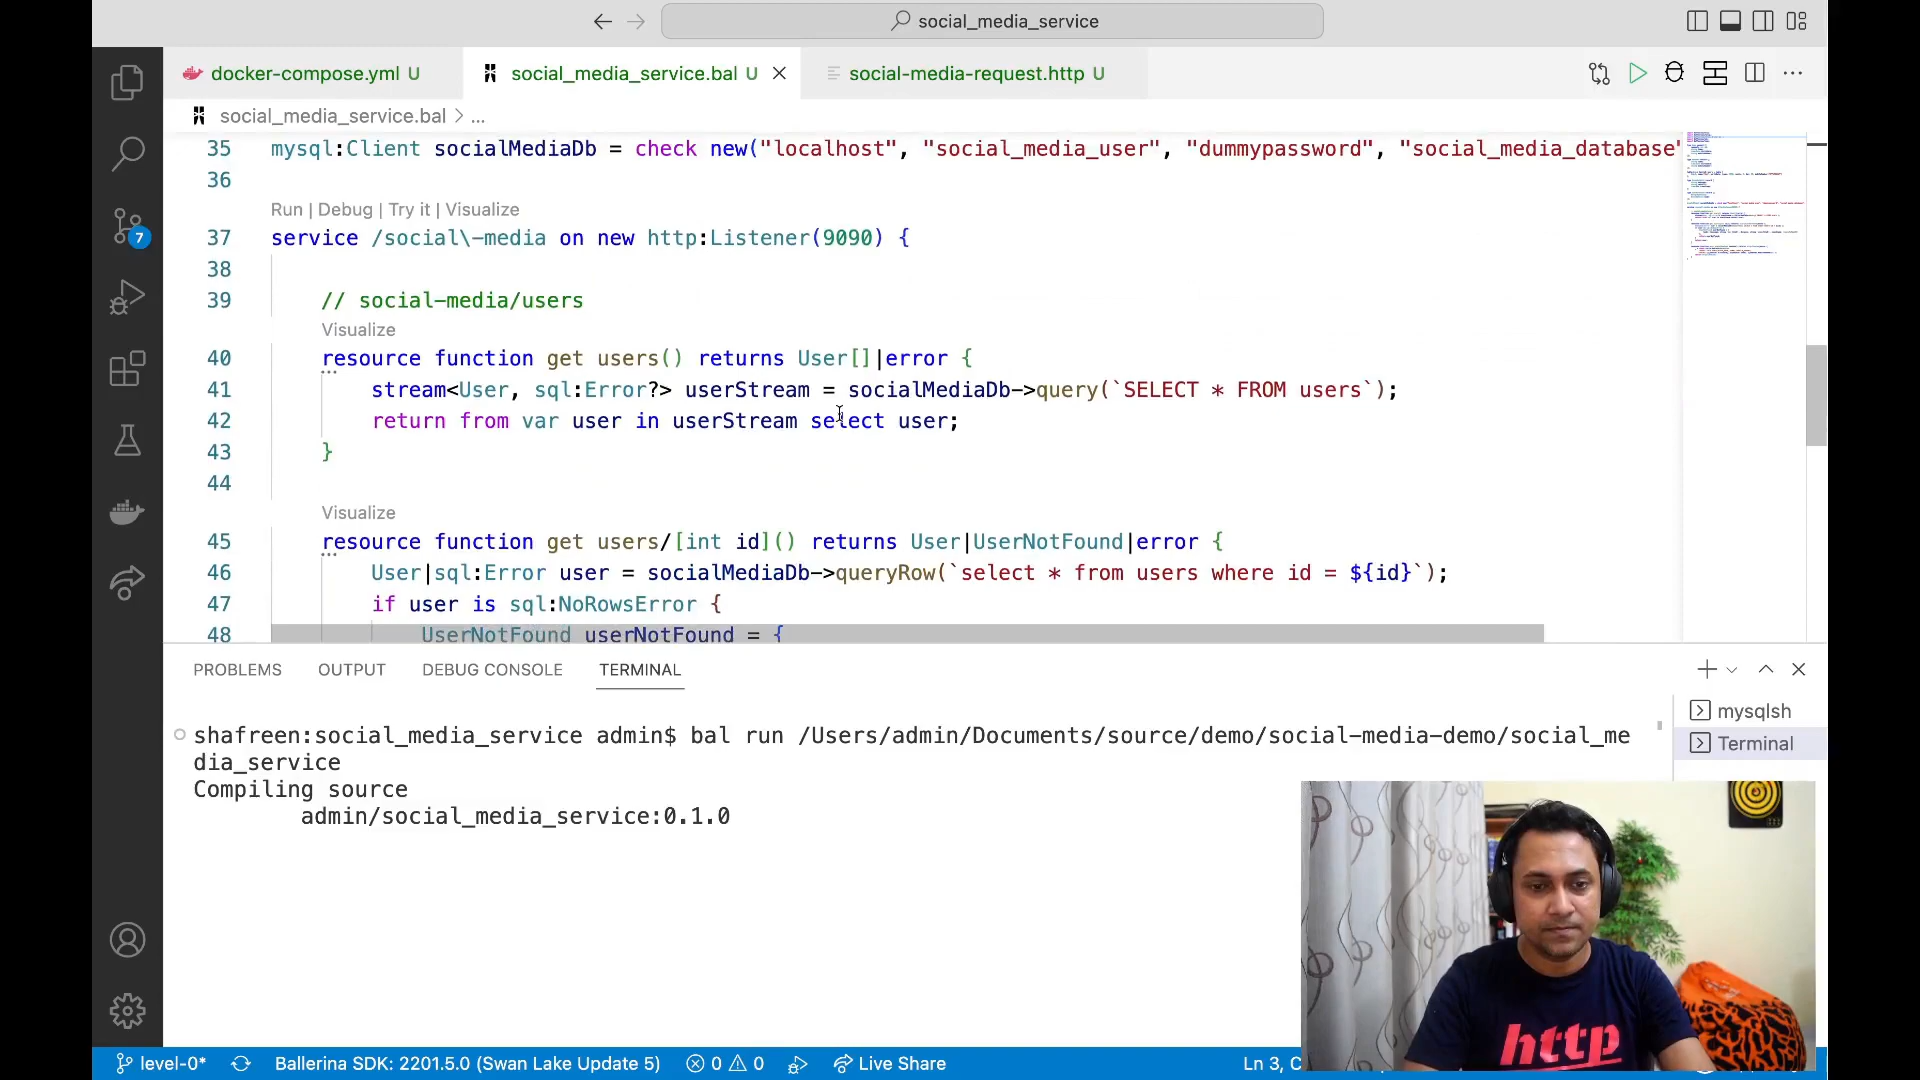 social_media_service
docker-compose.yml U
social_media_service.bal U
social-media-request.http U
social_media_service.bal > ...
35 mysql:Client socialMediaDb = check new("localhost", "social_media_user", "dummypassword", "social_media_database"
36
Run | Debug | Try it | Visualize
37 service /social\-media on new http:Listener(9090) {
38
39 // social-media/users
Visualize
40 resource function get users() returns User[]|error {
41 stream<User, sql:Error?> userStream = socialMediaDb->query(`SELECT * FROM users`);
42 return from var user in userStream select user;
43 }
44
Visualize
45 resource function get users/[int id]() returns User|UserNotFound|error {
46 User|sql:Error user = socialMediaDb->queryRow(`select * from users where id = ${id}`);
47 if user is sql:NoRowsError {
48 UserNotFound userNotFound = {
7
PROBLEMS OUTPUT DEBUG CONSOLE TERMINAL
mysqlsh
Terminal
shafreen:social_media_service admin$ bal run /Users/admin/Documents/source/demo/social-media-demo/social_me
dia_service
Compiling source
admin/social_media_service:0.1.0
http
level-0* Ballerina SDK: 2201.5.0 (Swan Lake Update 5) 0 0 Live Share Ln 3, C